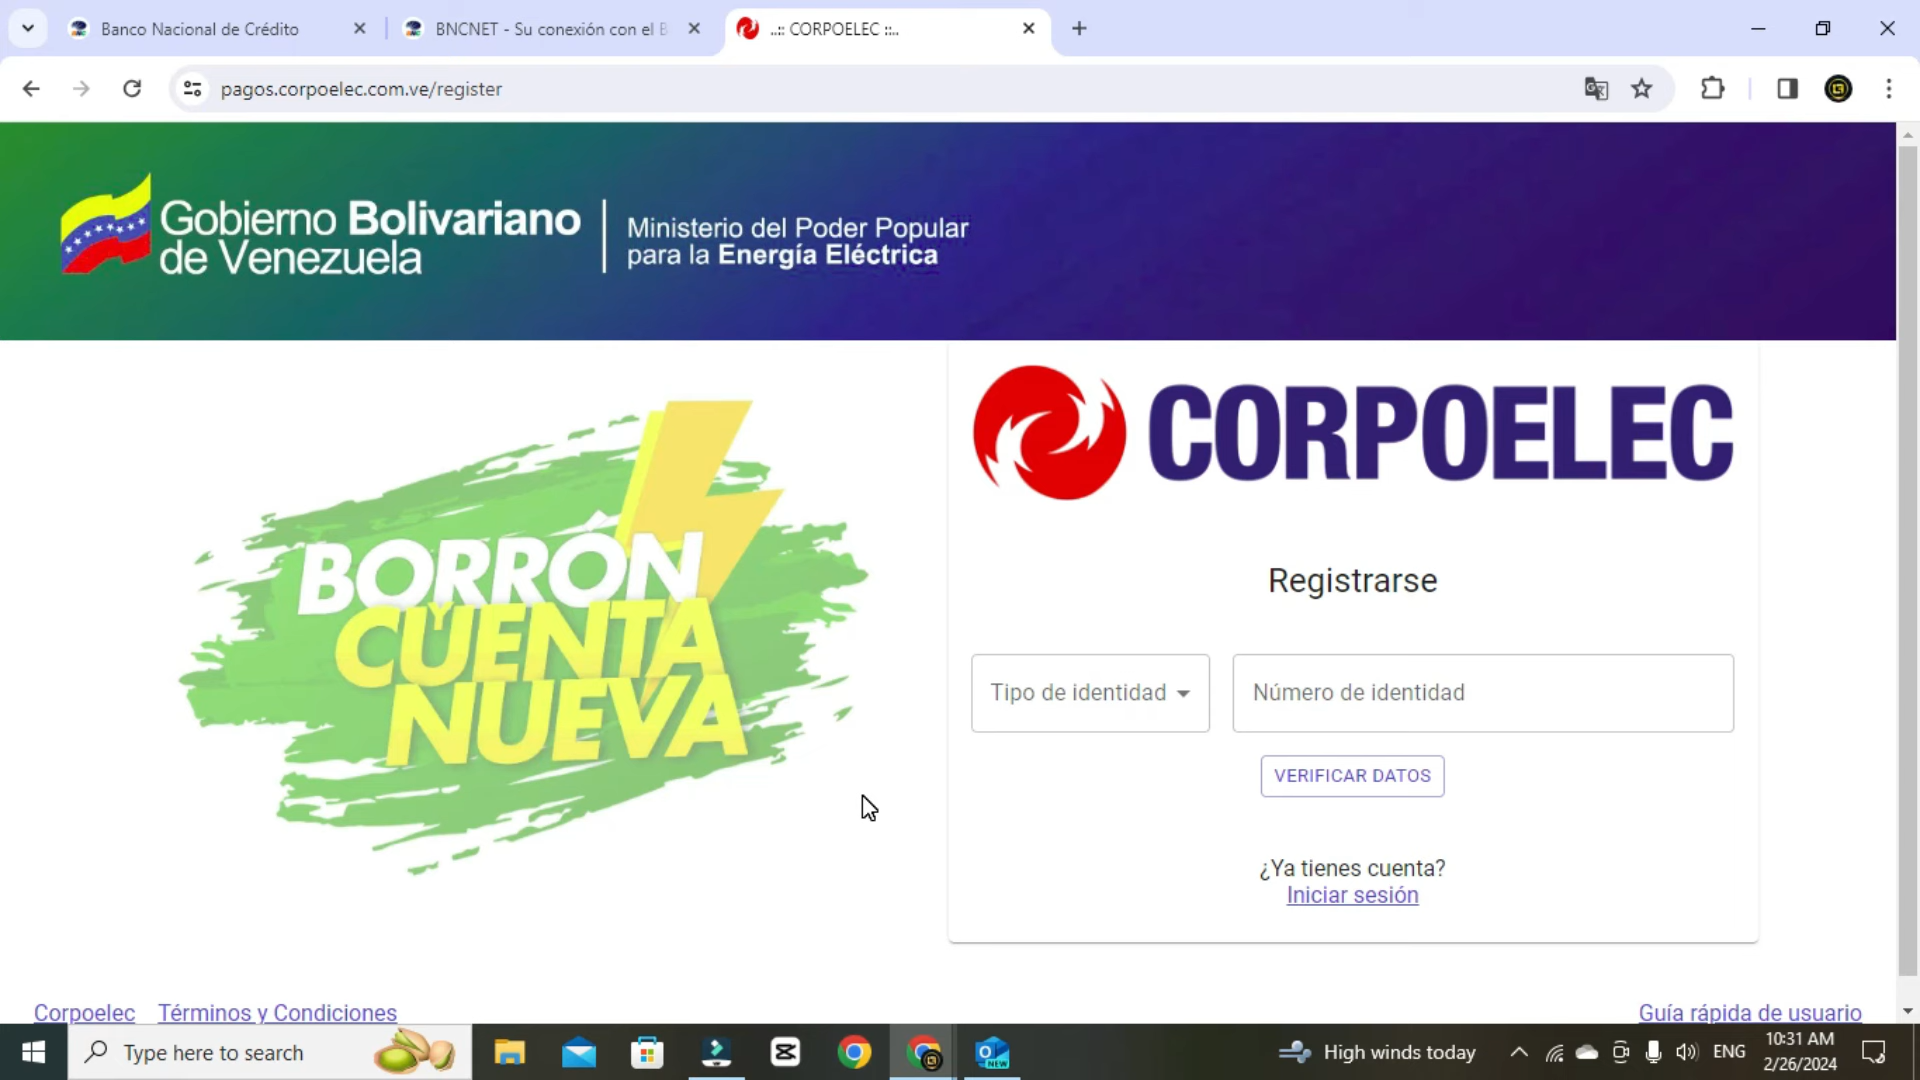 Banco Nacional de Crédito
BNCNET - Su conexión con el B
..:: CORPOELEC ::..
pagos.corpoelec.com.ve/register
Gobierno Bolivariano
de Venezuela
Ministerio del Poder Popular
para la Energía Eléctrica
BORRÓN
Y
CUENTA
NUEVA
CORPOELEC
Registrarse
Tipo de identidad
Número de identidad
VERIFICAR DATOS
¿Ya tienes cuenta?
Iniciar sesión
Corpoelec
Términos y Condiciones
Guía rápida de usuario
Type here to search
NEW
High winds today
ENG
10:31 AM
2/26/2024